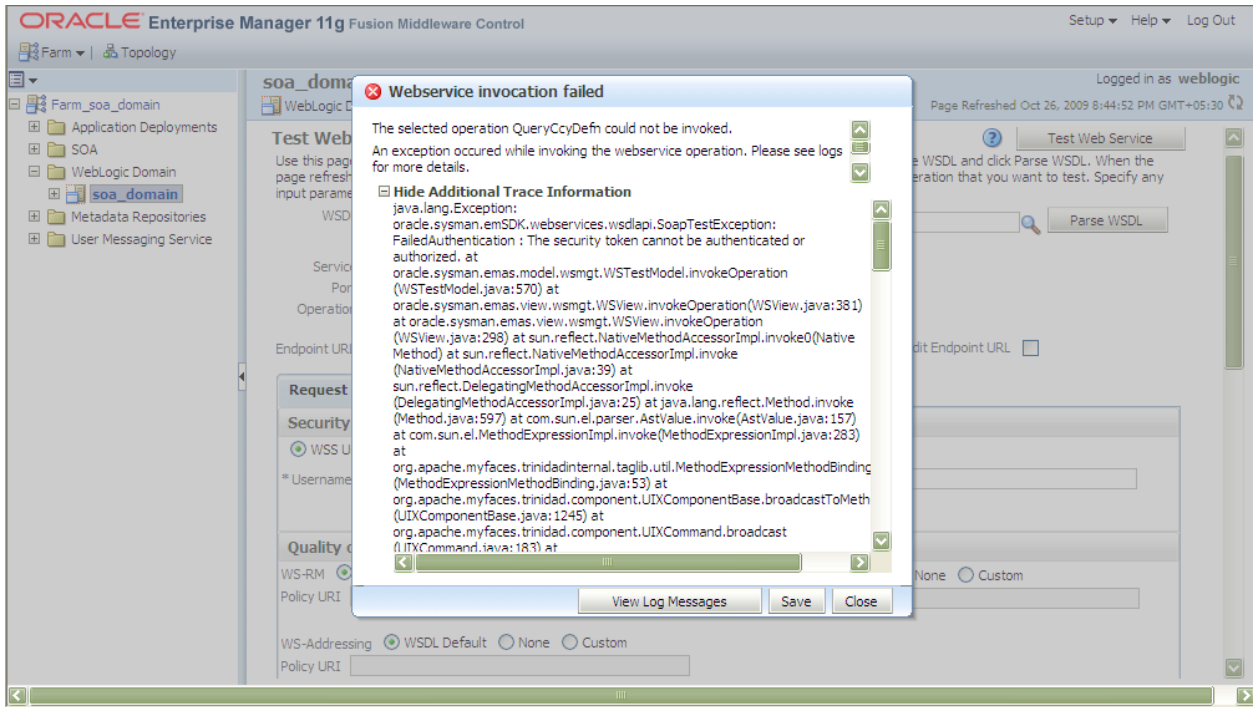 ORACLE Enterprise Manager 11g Fusion Middleware Control
Setup Help Log Out
Farm | Topology
Farm_soa_domain
Application Deployments
SOA
WebLogic Domain
soa_domain
Metadata Repositories
User Messaging Service
soa_doma
Logged in as weblogic
WebLogic D
Page Refreshed Oct 26, 2009 8:44:52 PM GMT+05:30
Test Web
Test Web Service
Use this page
e WSDL and click Parse WSDL. When the
page refresh
eration that you want to test. Specify any
input parame
WSD
Parse WSDL
Servic
Por
Operation
Endpoint URL
dit Endpoint URL
Request
Security
WSS U
* Username
Quality o
WS-RM
None Custom
Policy URI
WS-Addressing WSDL Default None Custom
Policy URI
Webservice invocation failed
The selected operation QueryCcyDefn could not be invoked.
An exception occured while invoking the webservice operation. Please see logs
for more details.
Hide Additional Trace Information
java.lang.Exception:
oracle.sysman.emSDK.webservices.wsdlapi.SoapTestException:
FailedAuthentication : The security token cannot be authenticated or
authorized. at
oracle.sysman.emas.model.wsmgt.WSTestModel.invokeOperation
(WSTestModel.java:570) at
oracle.sysman.emas.view.wsmgt.WSView.invokeOperation(WSView.java:381)
at oracle.sysman.emas.view.wsmgt.WSView.invokeOperation
(WSView.java:298) at sun.reflect.NativeMethodAccessorImpl.invoke0(Native
Method) at sun.reflect.NativeMethodAccessorImpl.invoke
(NativeMethodAccessorImpl.java:39) at
sun.reflect.DelegatingMethodAccessorImpl.invoke
(DelegatingMethodAccessorImpl.java:25) at java.lang.reflect.Method.invoke
(Method.java:597) at com.sun.el.parser.AstValue.invoke(AstValue.java:157)
at com.sun.el.MethodExpressionImpl.invoke(MethodExpressionImpl.java:283)
at
org.apache.myfaces.trinidadinternal.taglib.util.MethodExpressionMethodBinding
(MethodExpressionMethodBinding.java:53) at
org.apache.myfaces.trinidad.component.UIXComponentBase.broadcastToMeth
(UIXComponentBase.java:1245) at
org.apache.myfaces.trinidad.component.UIXCommand.broadcast
(UIXCommand.java:183) at
View Log Messages
Save
Close